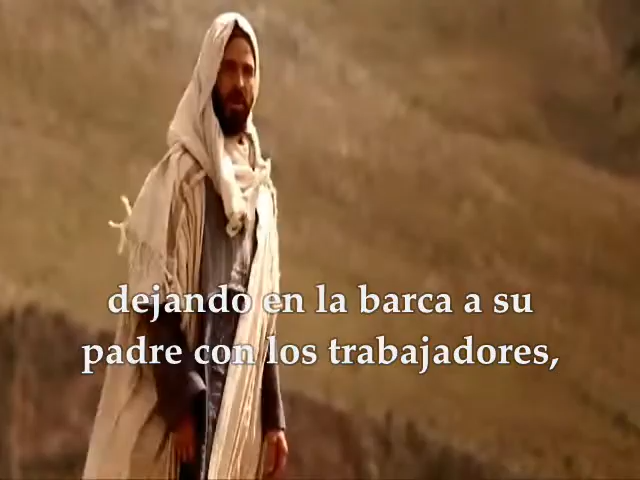 dejando en la barca a su
padre con los trabajadores,